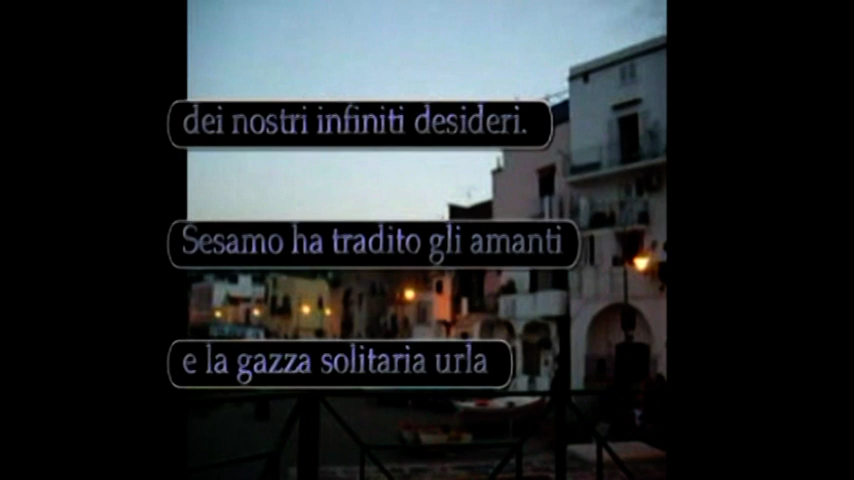 dei nostri infiniti desideri.
Sesamo ha tradito gli amanti
e la gazza solitaria urla